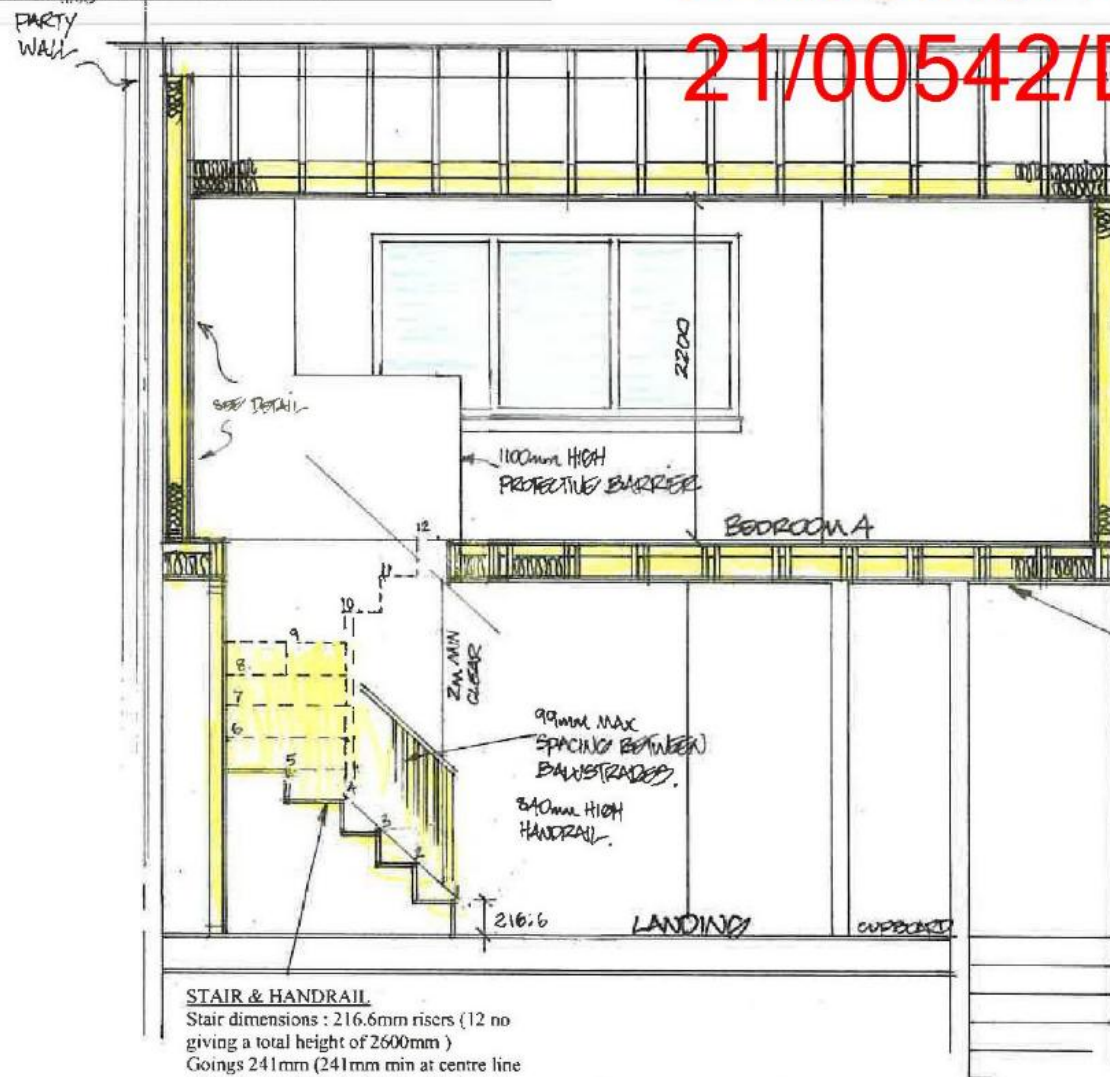 PARTY
WALL
21/00542/
SEE DETAIL
2200
1100mm HIGH
PROTECTIVE BARRIER
BEDROOM 4
12
11
10
9
8
7
6
5
4
3
2
2M MIN
CLEAR
99mm MAX
SPACING BETWEEN
BALUSTRADES.
840mm HIGH
HANDRAIL.
216.6
LANDING
CUPBOARD
STAIR & HANDRAIL
Stair dimensions : 216.6mm risers (12 no
giving a total height of 2600mm )
Goings 241mm (241mm min at centre line